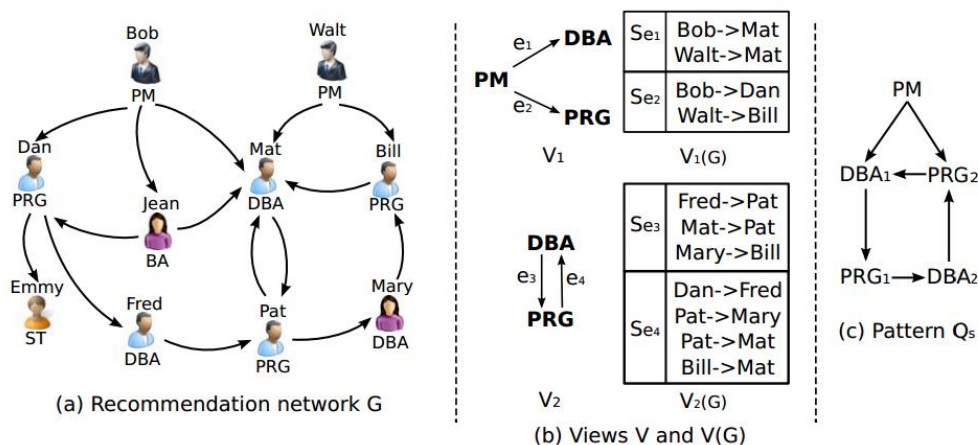 Bob
PM
Walt
PM
Dan
PRG
Jean
BA
Mat
DBA
Bill
PRG
Emmy
ST
Fred
DBA
Pat
PRG
Mary
DBA
(a) Recommendation network G
PM
e₁
DBA
e₂
PRG
V₁
Se₁
Bob->Mat
Walt->Mat
Se₂
Bob->Dan
Walt->Bill
V₁(G)
DBA
e₃
e₄
PRG
V₂
Se₃
Fred->Pat
Mat->Pat
Mary->Bill
Se₄
Dan->Fred
Pat->Mary
Pat->Mat
Bill->Mat
V₂(G)
(b) Views V and V(G)
PM
DBA₁
PRG₂
PRG₁
DBA₂
(c) Pattern Qₛ